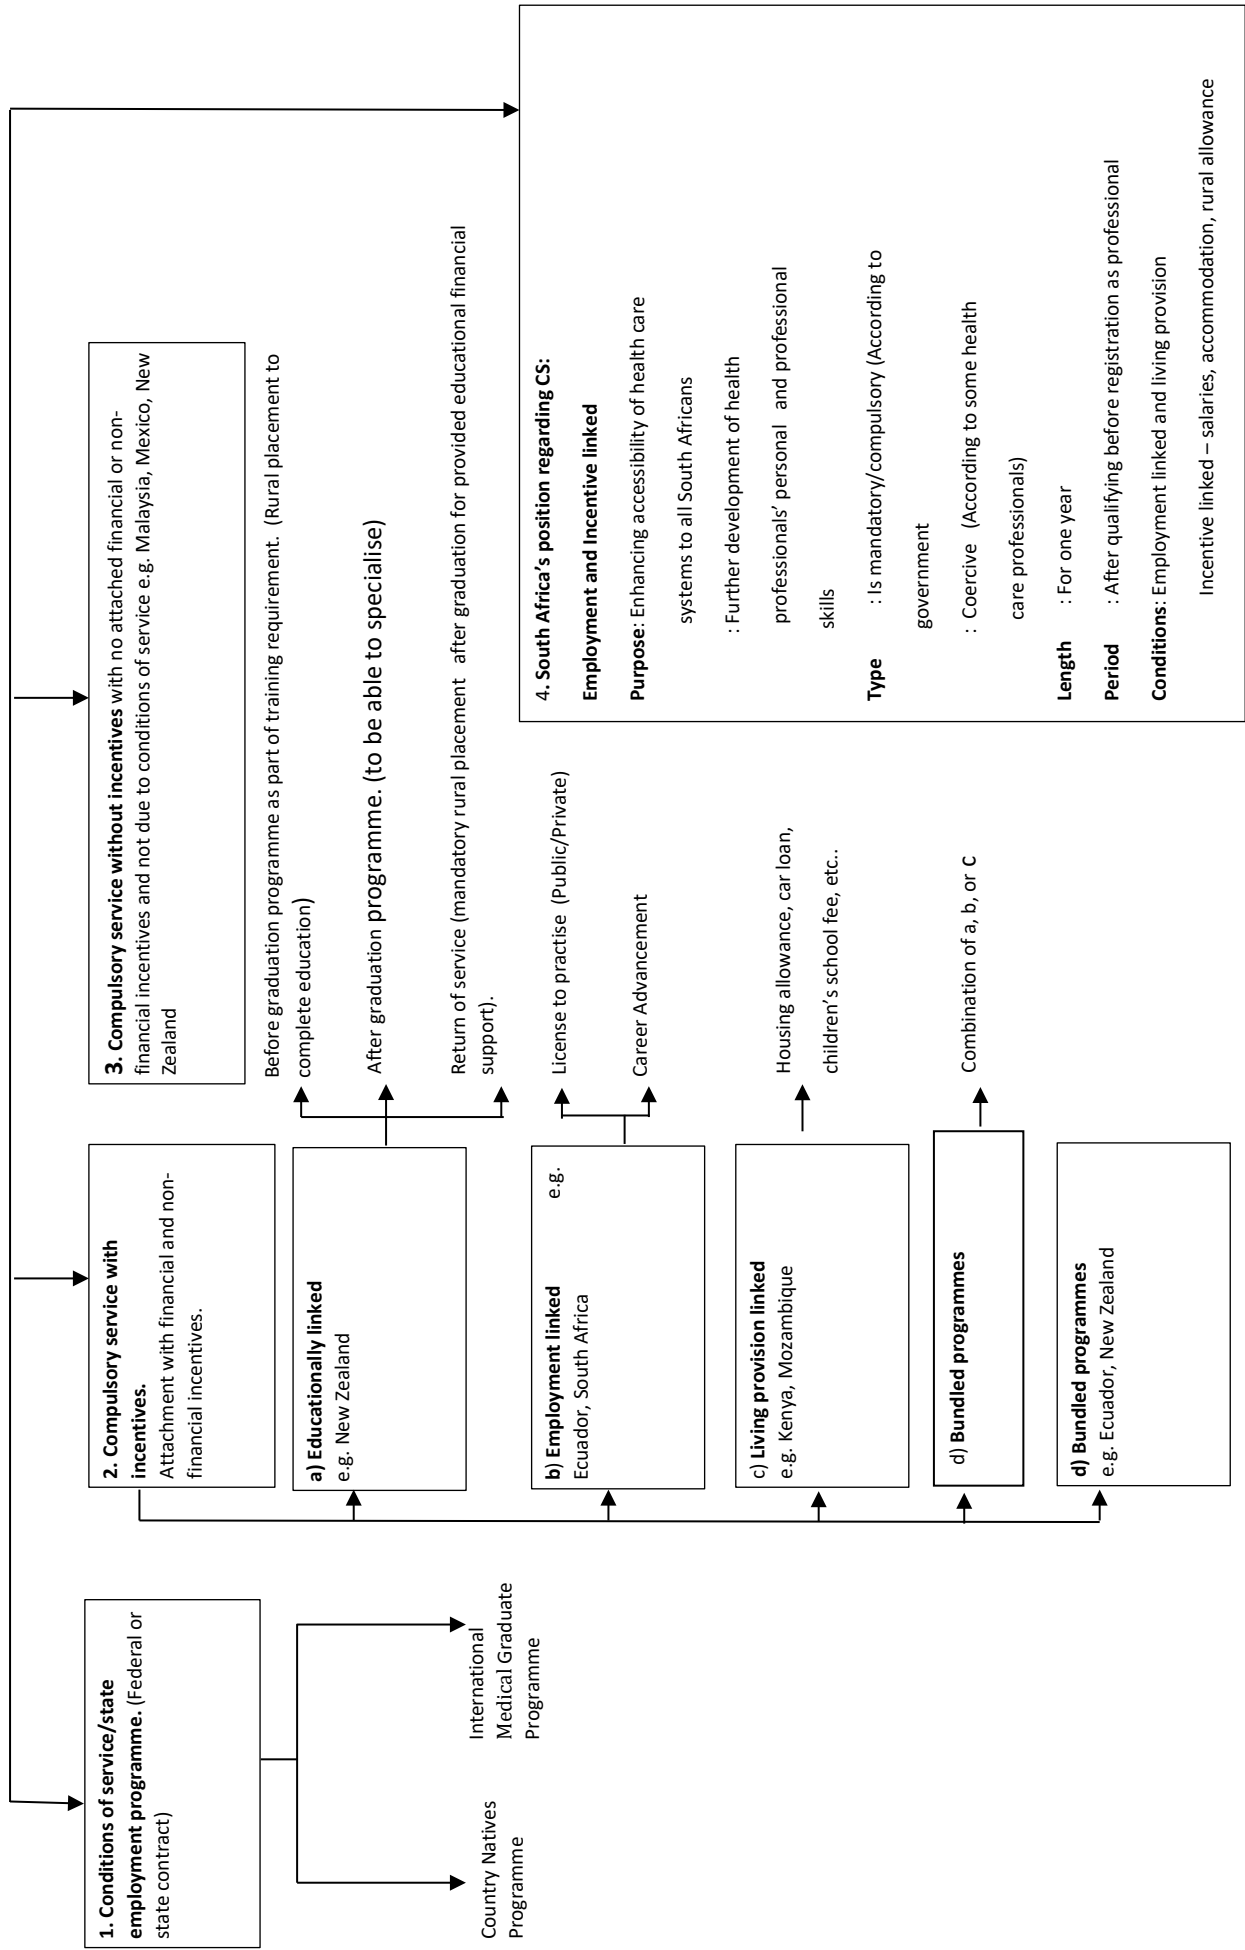 1. Conditions of service/state
employment programme. (Federal or
state contract)
Country Natives
Programme
International
Medical Graduate
Programme
2. Compulsory service with
incentives.
Attachment with financial and non-
financial incentives.
a) Educationally linked
e.g. New Zealand
Before graduation programme as part of training requirement. (Rural placement to
complete education)
After graduation programme. (to be able to specialise)
Return of service (mandatory rural placement after graduation for provided educational financial
support).
b) Employment linked e.g.
Ecuador, South Africa
License to practise (Public/Private)
Career Advancement
c) Living provision linked
e.g. Kenya, Mozambique
Housing allowance, car loan,
children's school fee, etc..
d) Bundled programmes
Combination of a, b, or C
d) Bundled programmes
e.g. Ecuador, New Zealand
3. Compulsory service without incentives with no attached financial or non-
financial incentives and not due to conditions of service e.g. Malaysia, Mexico, New
Zealand
4. South Africa's position regarding CS:
Employment and Incentive linked
Purpose: Enhancing accessibility of health care
systems to all South Africans
: Further development of health
professionals' personal and professional
skills
Type : Is mandatory/compulsory (According to
government
: Coercive (According to some health
care professionals)
Length : For one year
Period : After qualifying before registration as professional
Conditions: Employment linked and living provision
Incentive linked – salaries, accommodation, rural allowance